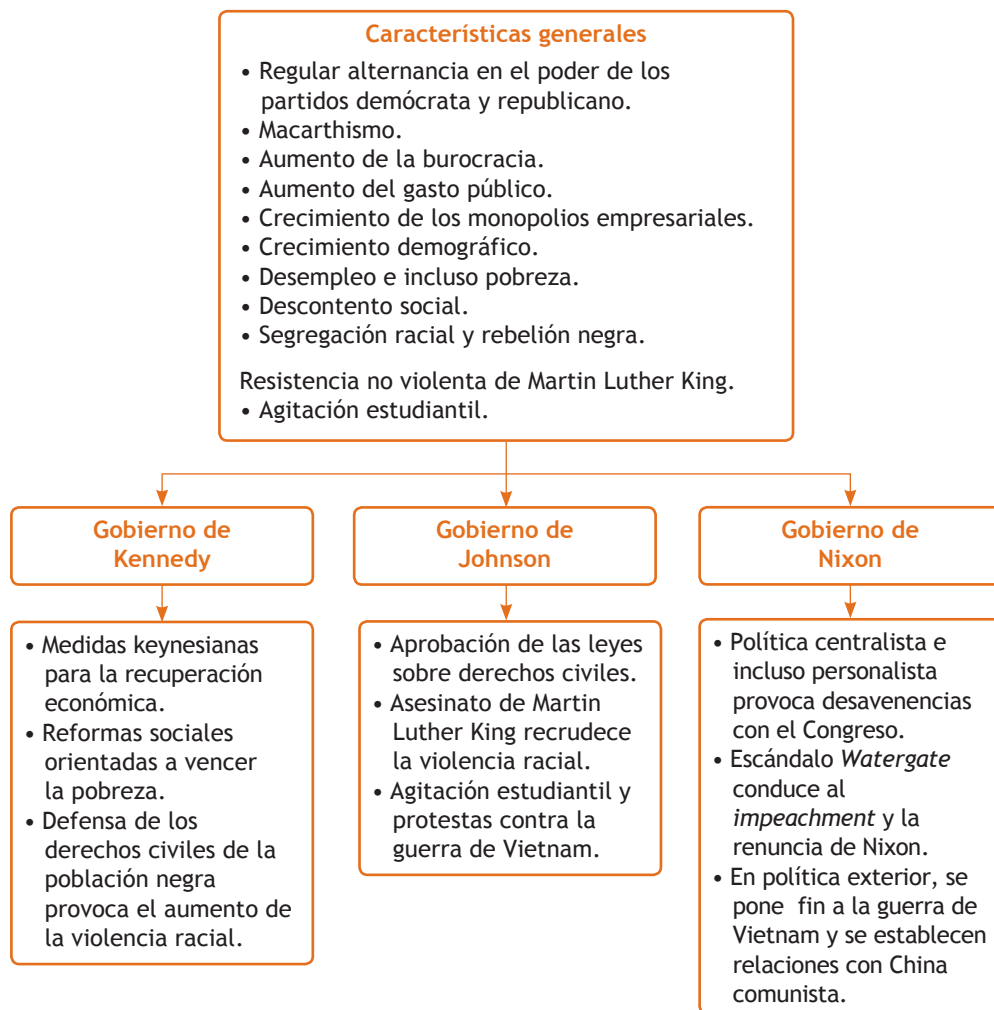 Características generales
• Regular alternancia en el poder de los
partidos demócrata y republicano.
• Macarthismo.
• Aumento de la burocracia.
• Aumento del gasto público.
• Crecimiento de los monopolios empresariales.
• Crecimiento demográfico.
• Desempleo e incluso pobreza.
• Descontento social.
• Segregación racial y rebelión negra.
Resistencia no violenta de Martin Luther King.
• Agitación estudiantil.
Gobierno de
Kennedy
• Medidas keynesianas
para la recuperación
económica.
• Reformas sociales
orientadas a vencer
la pobreza.
• Defensa de los
derechos civiles de la
población negra
provoca el aumento de
la violencia racial.
Gobierno de
Johnson
• Aprobación de las leyes
sobre derechos civiles.
• Asesinato de Martin
Luther King recrudece
la violencia racial.
• Agitación estudiantil y
protestas contra la
guerra de Vietnam.
Gobierno de
Nixon
• Política centralista e
incluso personalista
provoca desavenencias
con el Congreso.
• Escándalo Watergate
conduce al
impeachment y la
renuncia de Nixon.
• En política exterior, se
pone fin a la guerra de
Vietnam y se establecen
relaciones con China
comunista.